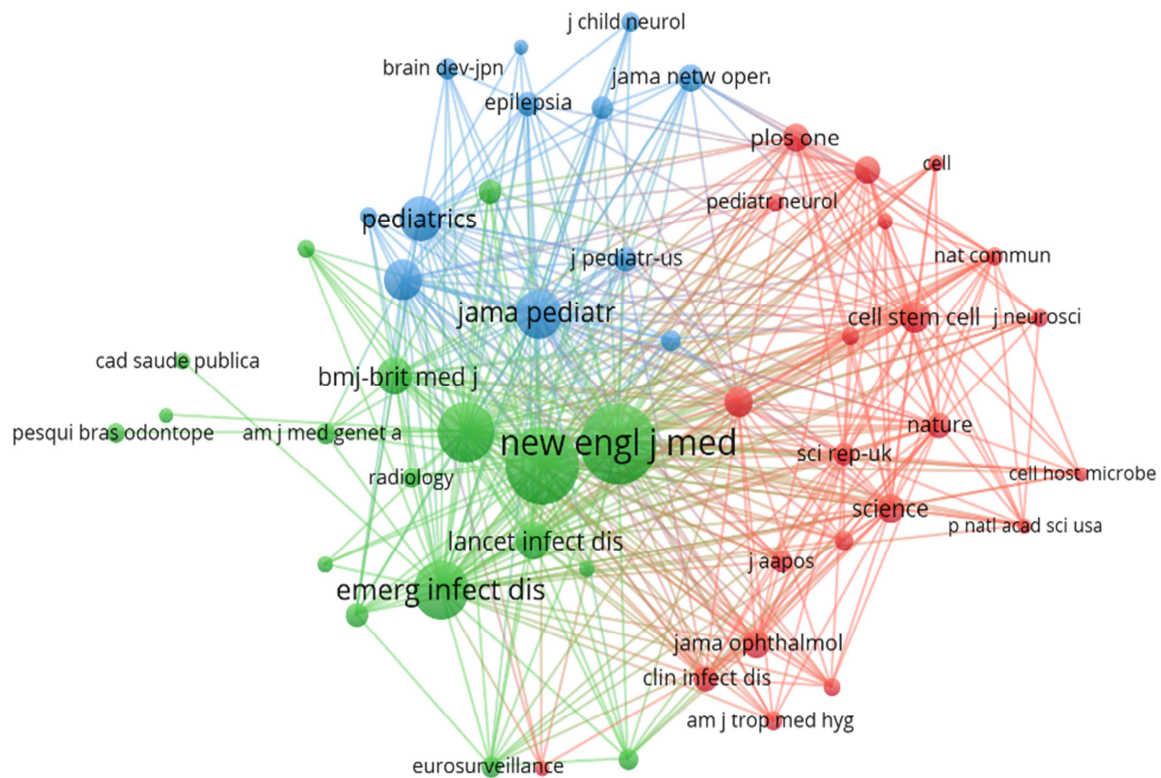 j child neurol
brain dev-jpn
jama netw open
epilepsia
plos one
cell
pediatr neurol
pediatrics
j pediatr-us
nat commun
jama pediatr
cell stem cell
j neurosci
cad saude publica
bmj-brit med j
pesqui bras odontope
am j med genet a
new engl j med
nature
sci rep-uk
radiology
cell host microbe
science
p natl acad sci usa
lancet infect dis
j aapos
emerg infect dis
jama ophthalmol
clin infect dis
am j trop med hyg
eurosurveillance